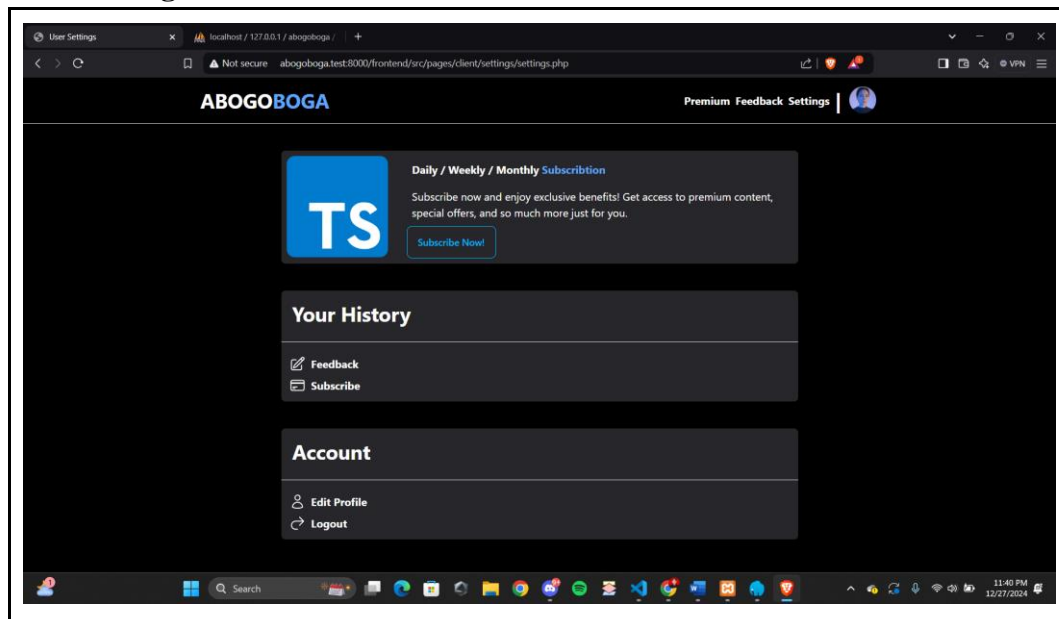 User Settings
localhost / 127.0.0.1 / abogoboga /
Not secure abogoboga.test:8000/frontend/src/pages/client/settings/settings.php
VPN
ABOGOBOGA
Premium Feedback Settings
TS
Daily / Weekly / Monthly Subscribtion
Subscribe now and enjoy exclusive benefits! Get access to premium content,
special offers, and so much more just for you.
Subscribe Now!
Your History
Feedback
Subscribe
Account
Edit Profile
Logout
Search
11:40 PM
12/27/2024